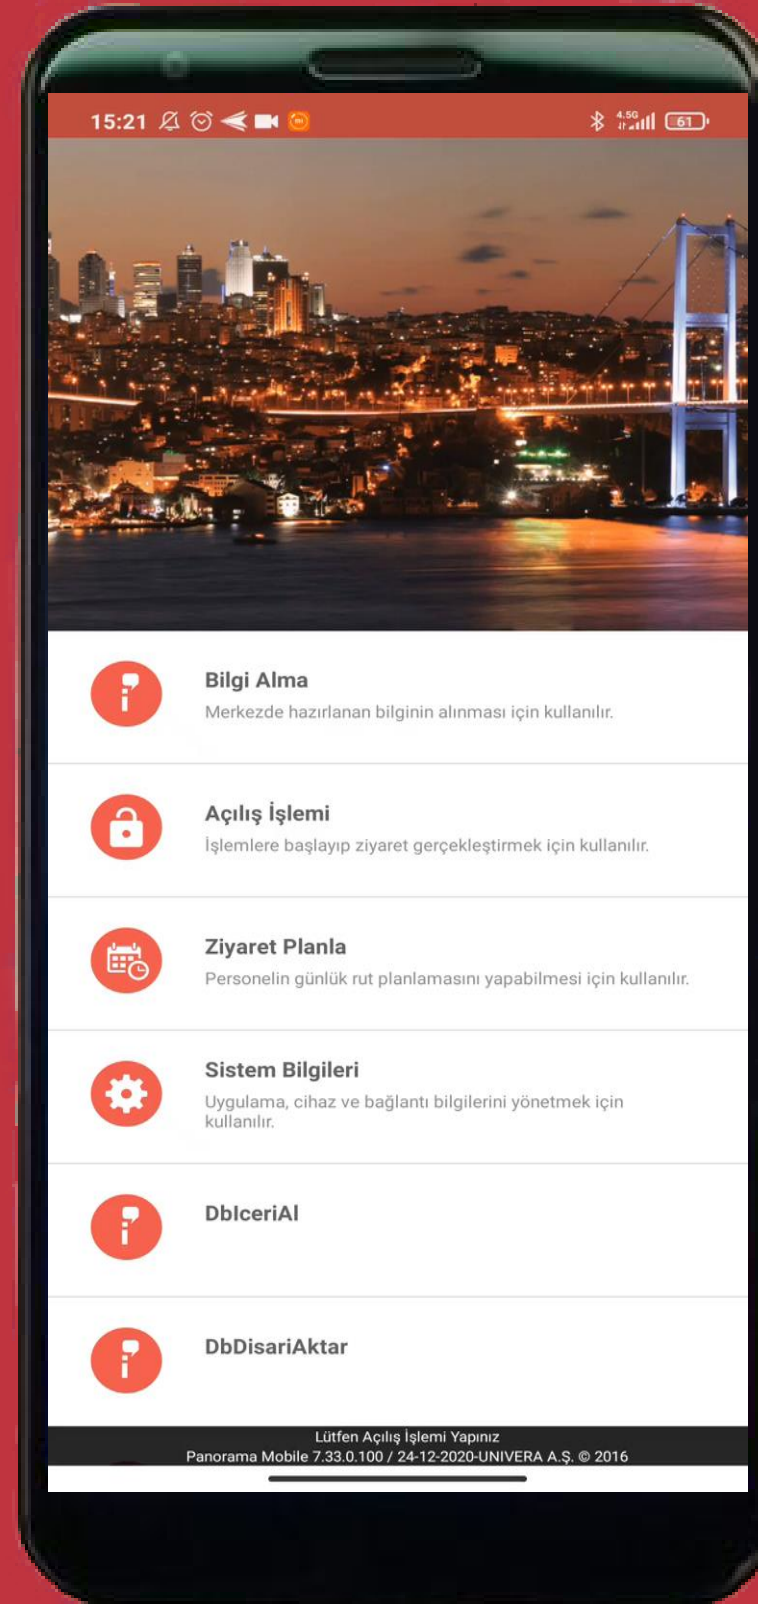 15:21
4.5G
61
Bilgi Alma
Merkezde hazırlanan bilginin alınması için kullanılır.
Açılış İşlemi
İşlemlere başlayıp ziyaret gerçekleştirmek için kullanılır.
Ziyaret Planla
Personelin günlük rut planlamasını yapabilmesi için kullanılır.
Sistem Bilgileri
Uygulama, cihaz ve bağlantı bilgilerini yönetmek için
kullanılır.
DbIceriAl
DbDisariAktar
Lütfen Açılış İşlemi Yapınız
Panorama Mobile 7.33.0.100 / 24-12-2020-UNIVERA A.Ş. © 2016